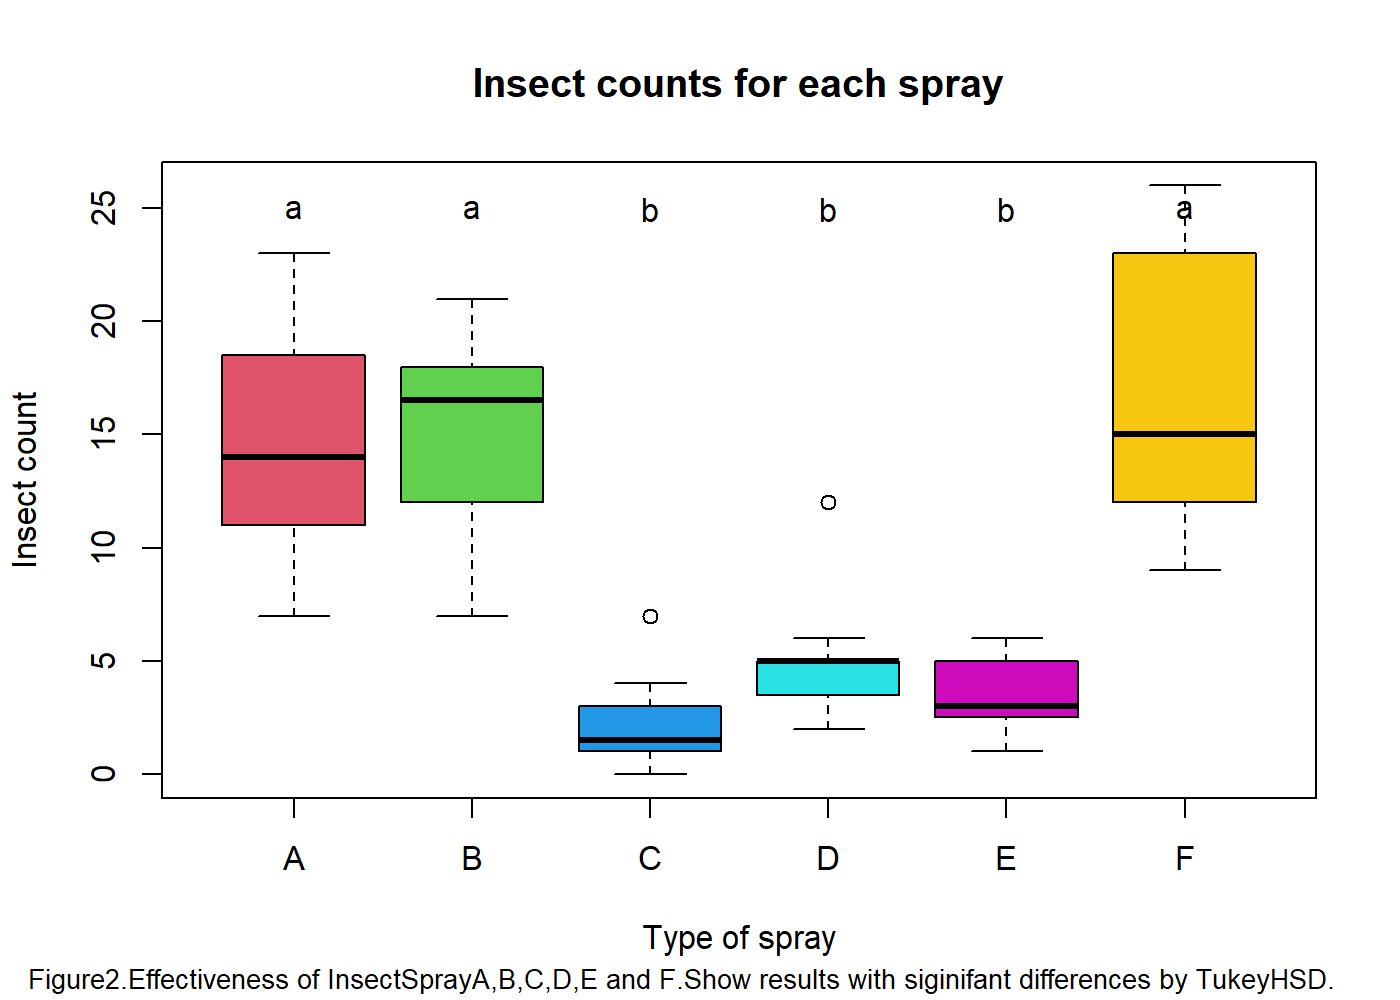 Insect counts for each spray
a a b b b a
25
20
15
10
5
0
Insect count
A B C D E F
Type of spray
Figure2.Effectiveness of InsectSprayA,B,C,D,E and F.Show results with siginifant differences by TukeyHSD.